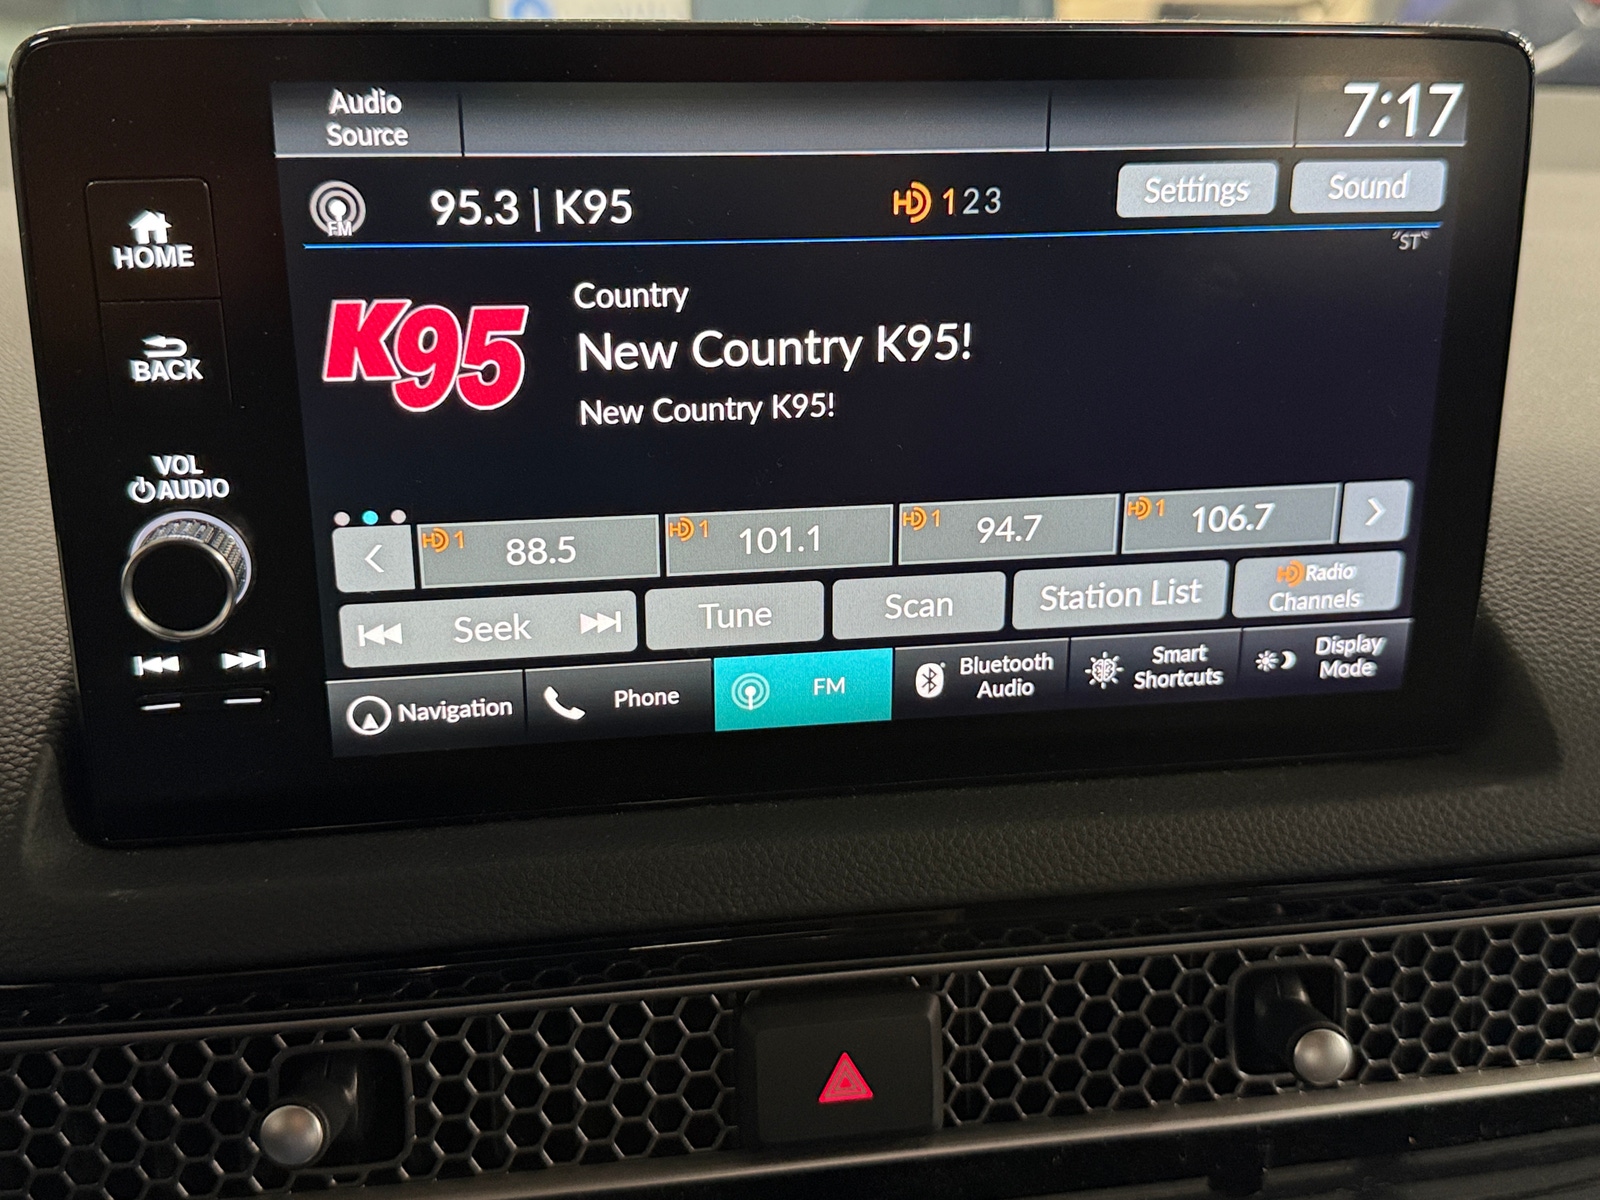 Audio
Source
7:17
FM
95.3 | K95
HD 1 2 3
Settings
Sound
"ST"
HOME
BACK
VOL
AUDIO
K95
Country
New Country K95!
New Country K95!
HD 1 88.5
HD 1 101.1
HD 1 94.7
HD 1 106.7
Seek
Tune
Scan
Station List
HD Radio
Channels
Navigation
Phone
FM
Bluetooth
Audio
Smart
Shortcuts
Display
Mode